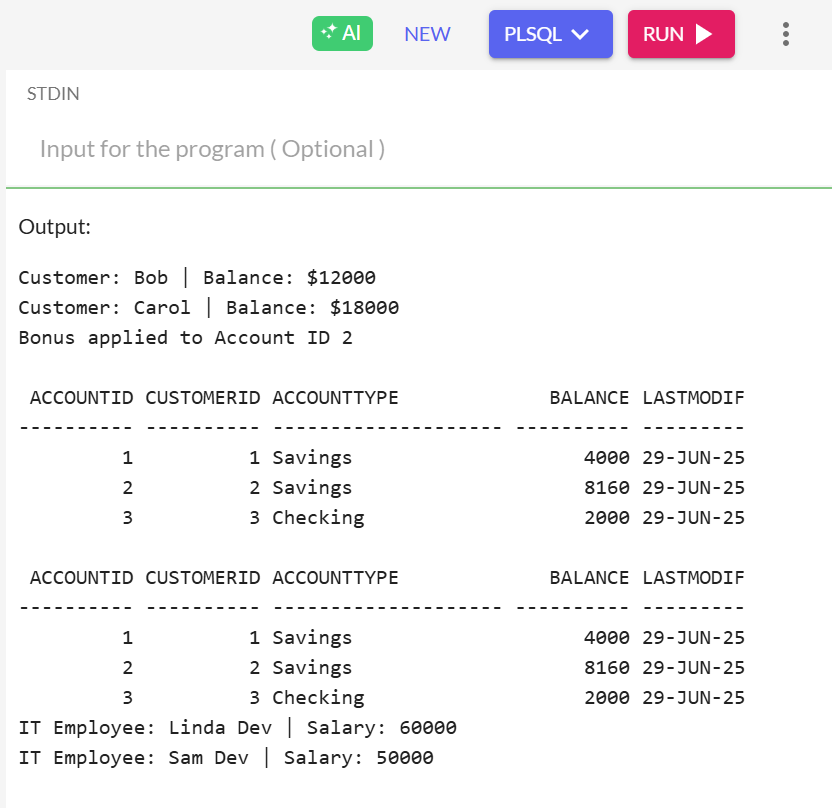 AI NEW PLSQL RUN
STDIN
Input for the program ( Optional )
Output:
Customer: Bob | Balance: $12000
Customer: Carol | Balance: $18000
Bonus applied to Account ID 2
 ACCOUNTID CUSTOMERID ACCOUNTTYPE             BALANCE LASTMODIF
---------- ---------- -------------------- ---------- ---------
         1          1 Savings                    4000 29-JUN-25
         2          2 Savings                    8160 29-JUN-25
         3          3 Checking                   2000 29-JUN-25
 ACCOUNTID CUSTOMERID ACCOUNTTYPE             BALANCE LASTMODIF
---------- ---------- -------------------- ---------- ---------
         1          1 Savings                    4000 29-JUN-25
         2          2 Savings                    8160 29-JUN-25
         3          3 Checking                   2000 29-JUN-25
IT Employee: Linda Dev | Salary: 60000
IT Employee: Sam Dev | Salary: 50000